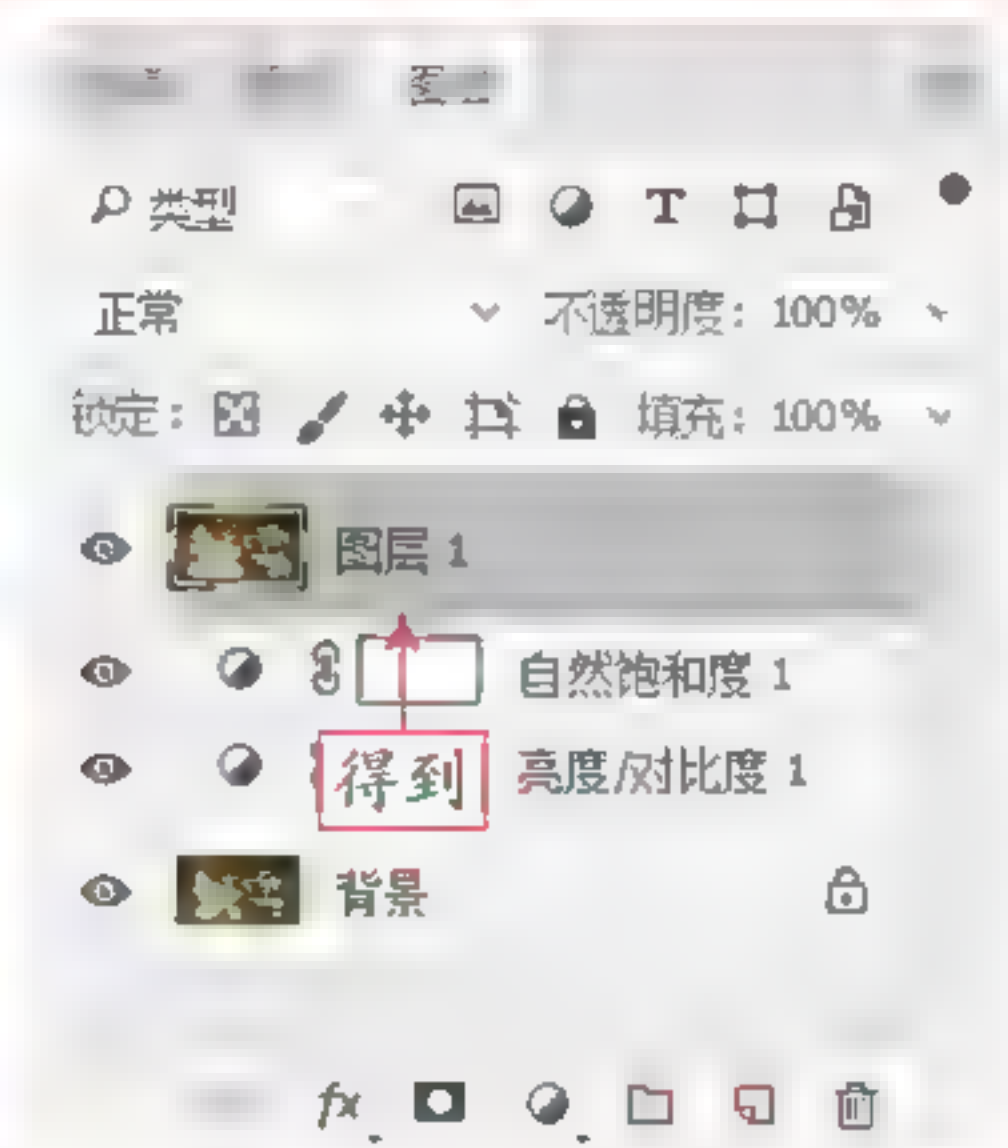 类型
正常 不透明度: 100%
锁定: 填充: 100%
图层 1
自然饱和度 1
得到 亮度/对比度 1
背景
fx